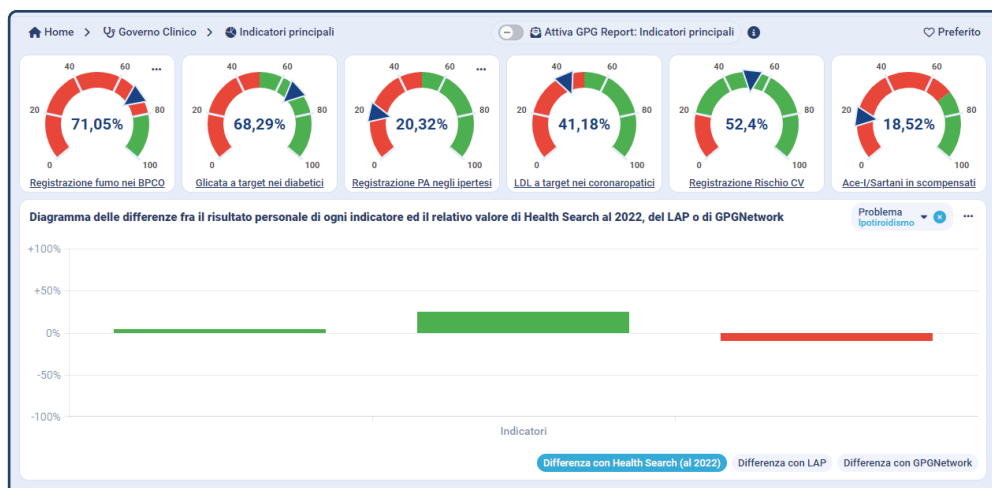 Home > Governo Clinico > Indicatori principali
Attiva GPG Report: Indicatori principali
Preferito
0 20 40 60 80 100
71,05%
Registrazione fumo nei BPCO
0 20 40 60 80 100
68,29%
Glicata a target nei diabetici
0 20 40 60 80 100
20,32%
Registrazione PA negli ipertesi
0 20 40 60 80 100
41,18%
LDL a target nei coronaropatici
0 20 40 60 80 100
52,4%
Registrazione Rischio CV
0 20 40 60 80 100
18,52%
Ace-I/Sartani in scompensati
Diagramma delle differenze fra il risultato personale di ogni indicatore ed il relativo valore di Health Search al 2022, del LAP o di GPGNetwork
Problema
Ipotiroidismo
+100%
+50%
0%
-50%
-100%
Indicatori
Differenza con Health Search (al 2022)
Differenza con LAP
Differenza con GPGNetwork